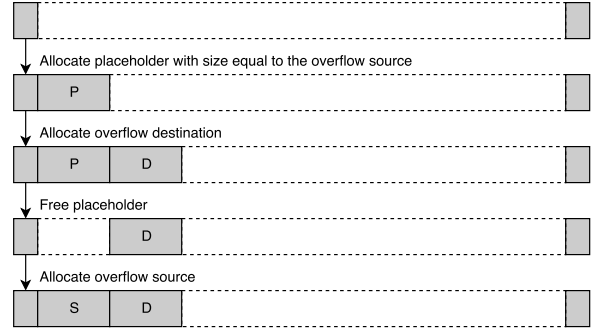 Allocate placeholder with size equal to the overflow source
P
Allocate overflow destination
P D
Free placeholder
D
Allocate overflow source
S D